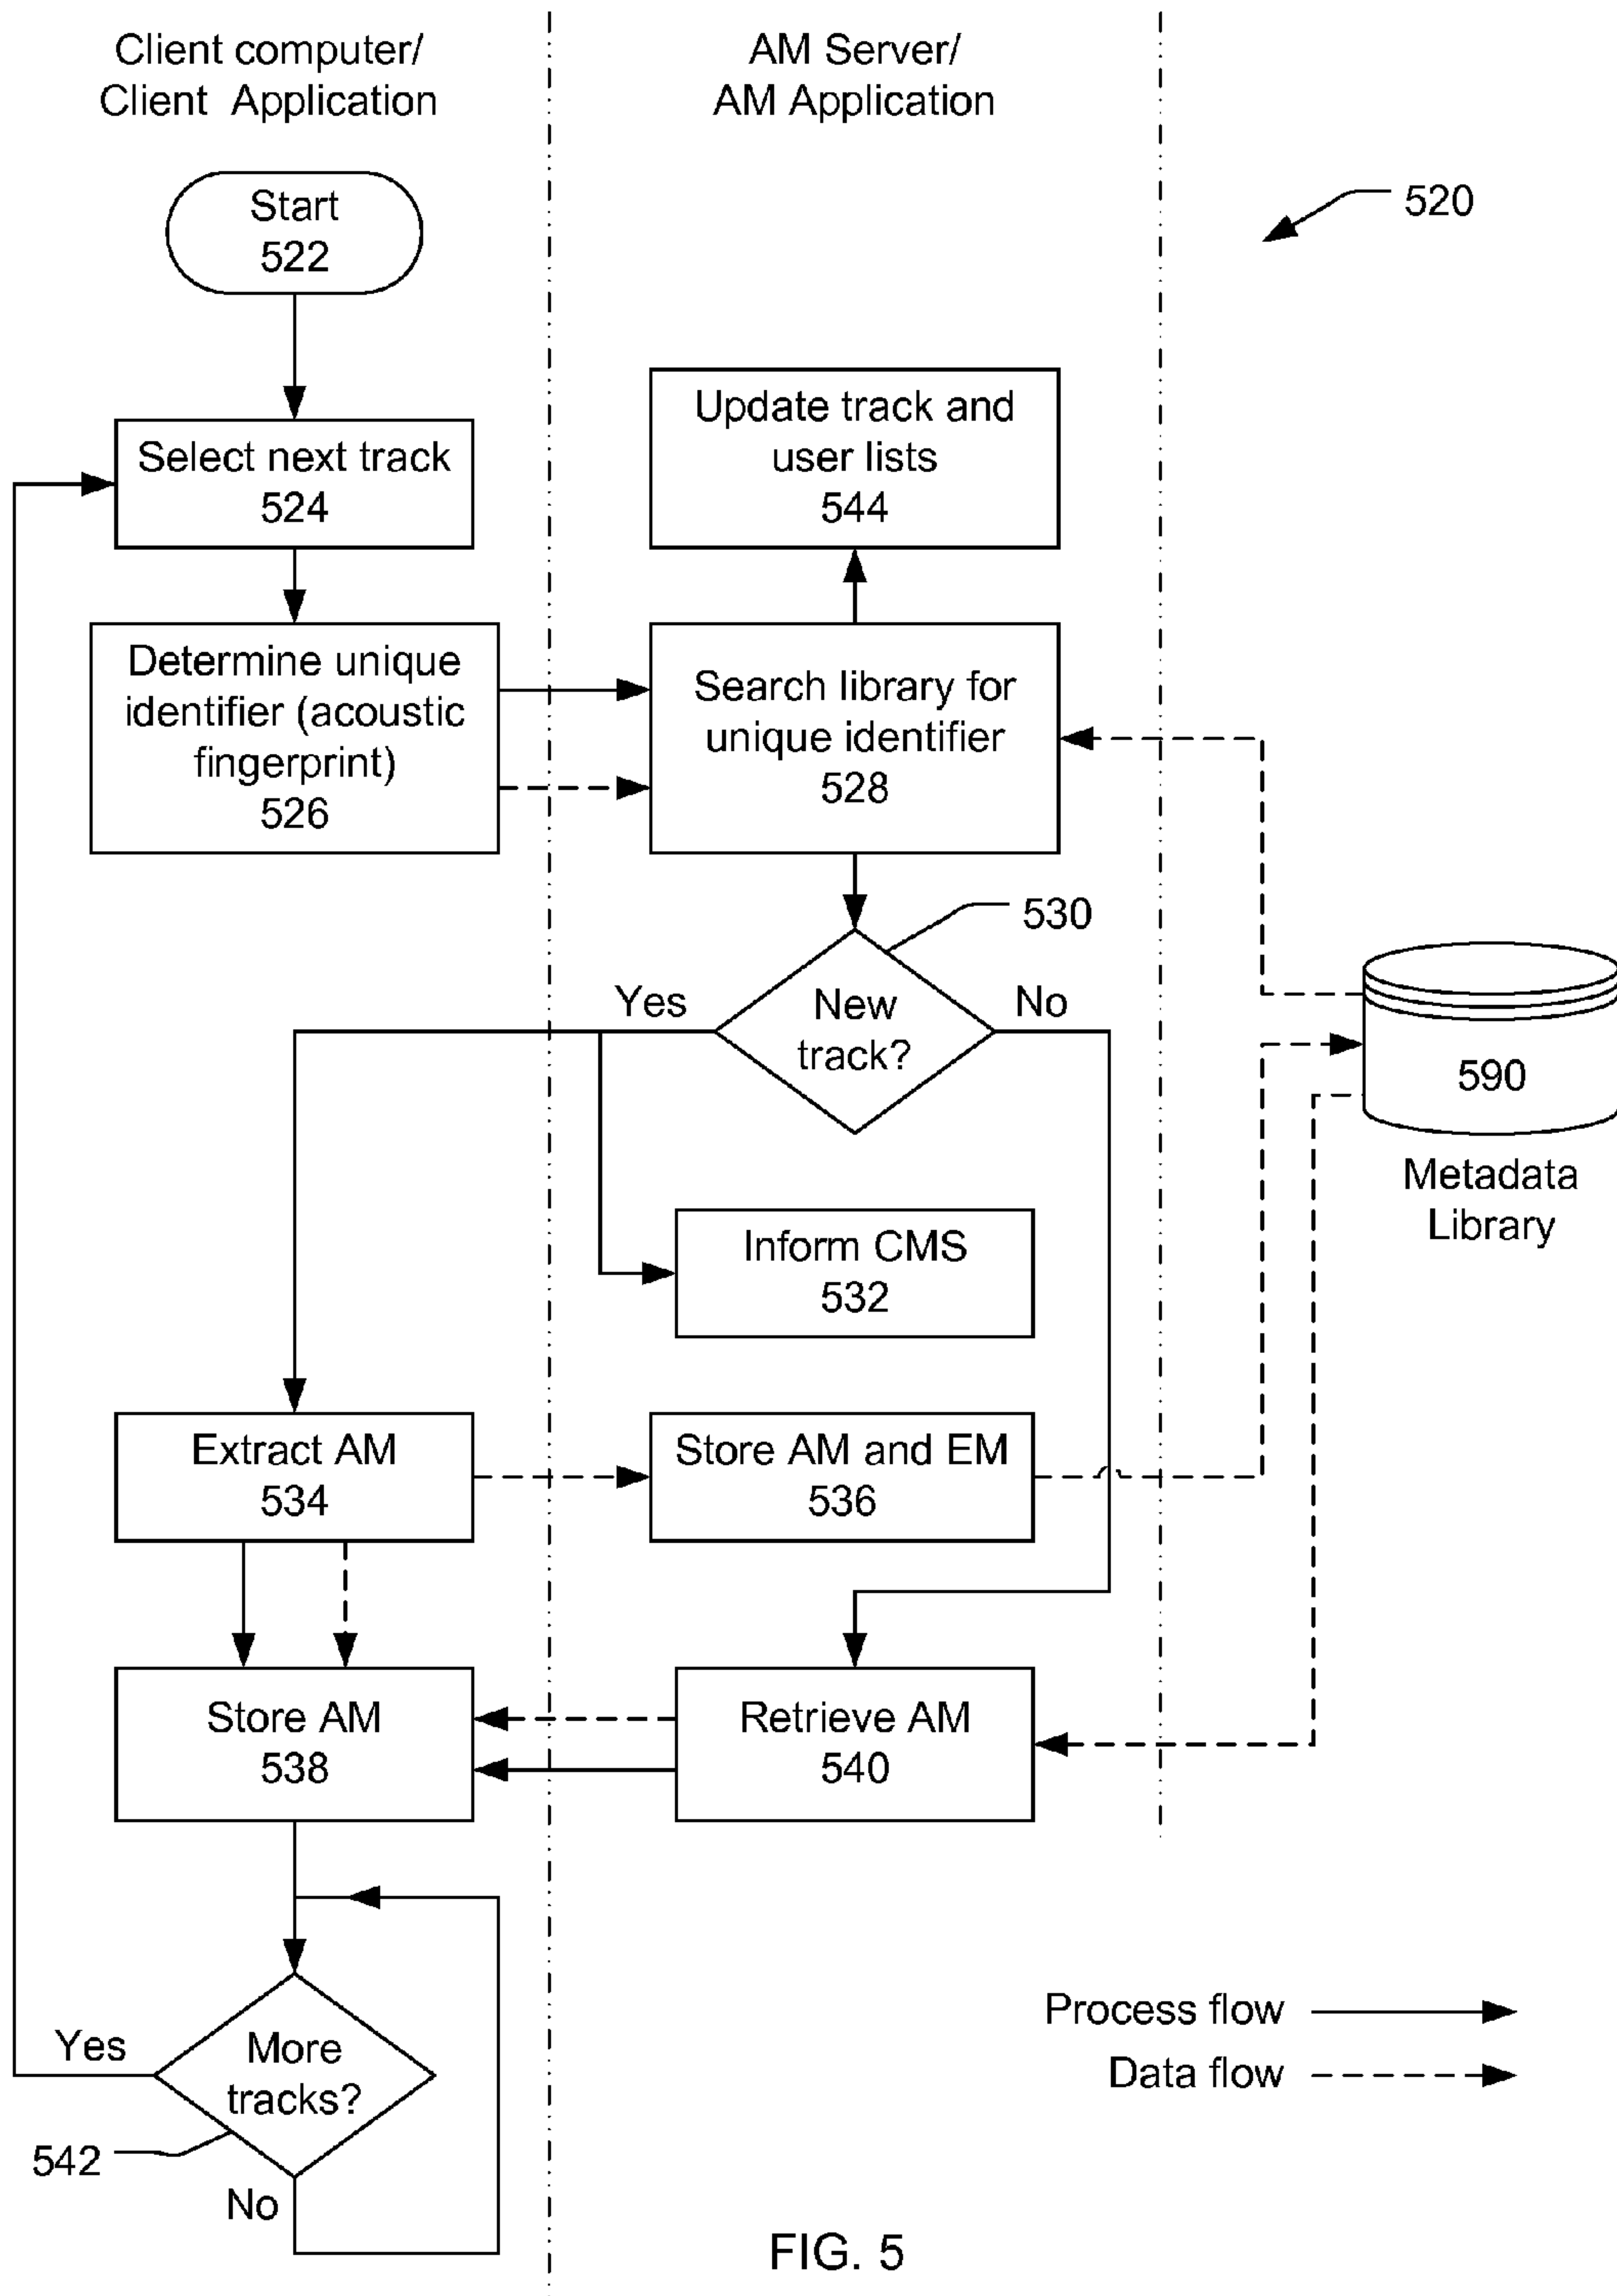 Client computer/
Client Application
AM Server/
AM Application
520
Start
522
Select next track
524
Update track and
user lists
544
Determine unique
identifier (acoustic
fingerprint)
526
Search library for
unique identifier
528
530
Yes
New
track?
No
590
Metadata
Library
Inform CMS
532
Extract AM
534
Store AM and EM
536
Store AM
538
Retrieve AM
540
Process flow
Data flow
Yes
More
tracks?
542
No
FIG. 5